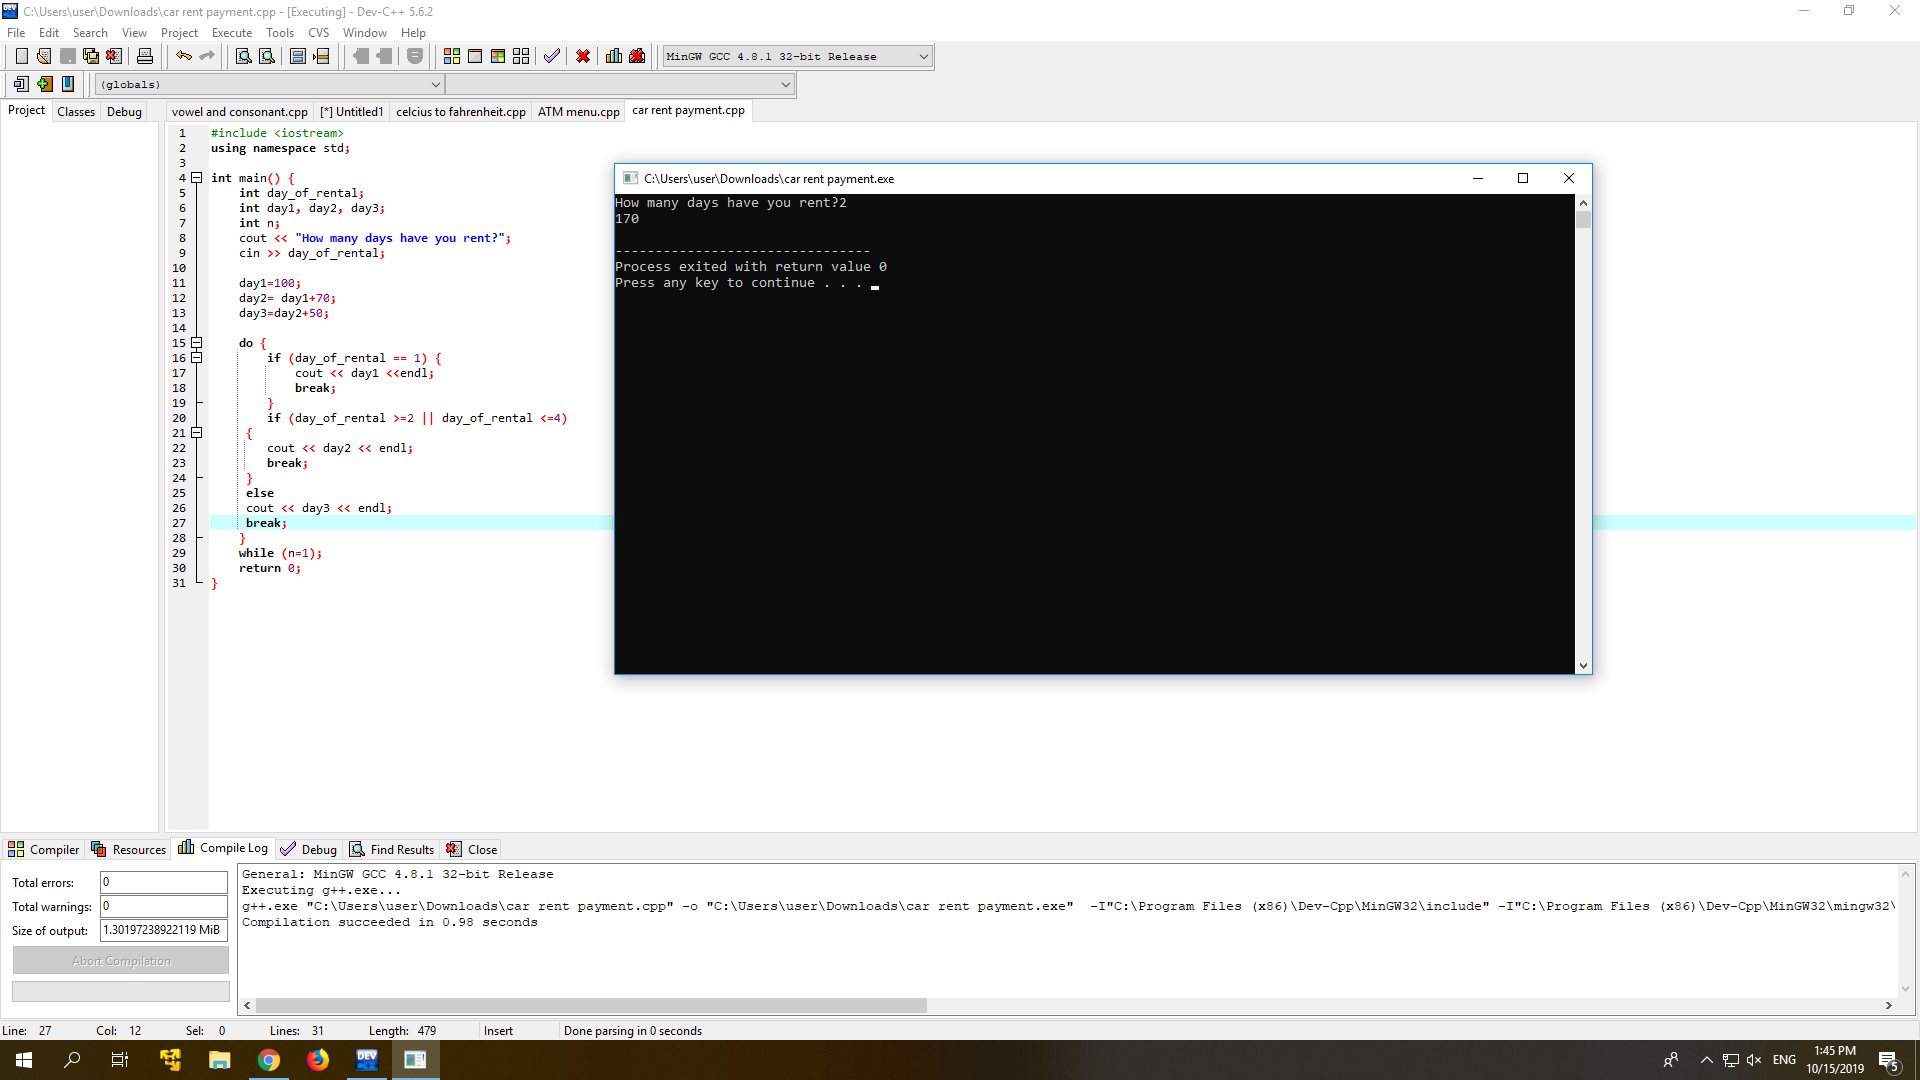 C:\Users\user\Downloads\car rent payment.cpp - [Executing] - Dev-C++ 5.6.2
File Edit Search View Project Execute Tools CVS Window Help
MinGW GCC 4.8.1 32-bit Release
(globals)
Project Classes Debug
vowel and consonant.cpp [*] Untitled1 celcius to fahrenheit.cpp ATM menu.cpp car rent payment.cpp
1 #include <iostream>
2 using namespace std;
3
4 int main() {
5 int day_of_rental;
6 int day1, day2, day3;
7 int n;
8 cout << "How many days have you rent?";
9 cin >> day_of_rental;
10
11 day1=100;
12 day2= day1+70;
13 day3=day2+50;
14
15 do {
16 if (day_of_rental == 1) {
17 cout << day1 <<endl;
18 break;
19 }
20 if (day_of_rental >=2 || day_of_rental <=4)
21 {
22 cout << day2 << endl;
23 break;
24 }
25 else
26 cout << day3 << endl;
27 break;
28 }
29 while (n=1);
30 return 0;
31 }
C:\Users\user\Downloads\car rent payment.exe
How many days have you rent?2
170
--------------------------------
Process exited with return value 0
Press any key to continue . . .
Compiler Resources Compile Log Debug Find Results Close
Total errors: 0
Total warnings: 0
Size of output: 1.30197238922119 MiB
Abort Compilation
General: MinGW GCC 4.8.1 32-bit Release
Executing g++.exe...
g++.exe "C:\Users\user\Downloads\car rent payment.cpp" -o "C:\Users\user\Downloads\car rent payment.exe" -I"C:\Program Files (x86)\Dev-Cpp\MinGW32\include" -I"C:\Program Files (x86)\Dev-Cpp\MinGW32\mingw32\
Compilation succeeded in 0.98 seconds
Line: 27 Col: 12 Sel: 0 Lines: 31 Length: 479 Insert Done parsing in 0 seconds
DEV
ENG
1:45 PM
10/15/2019
5